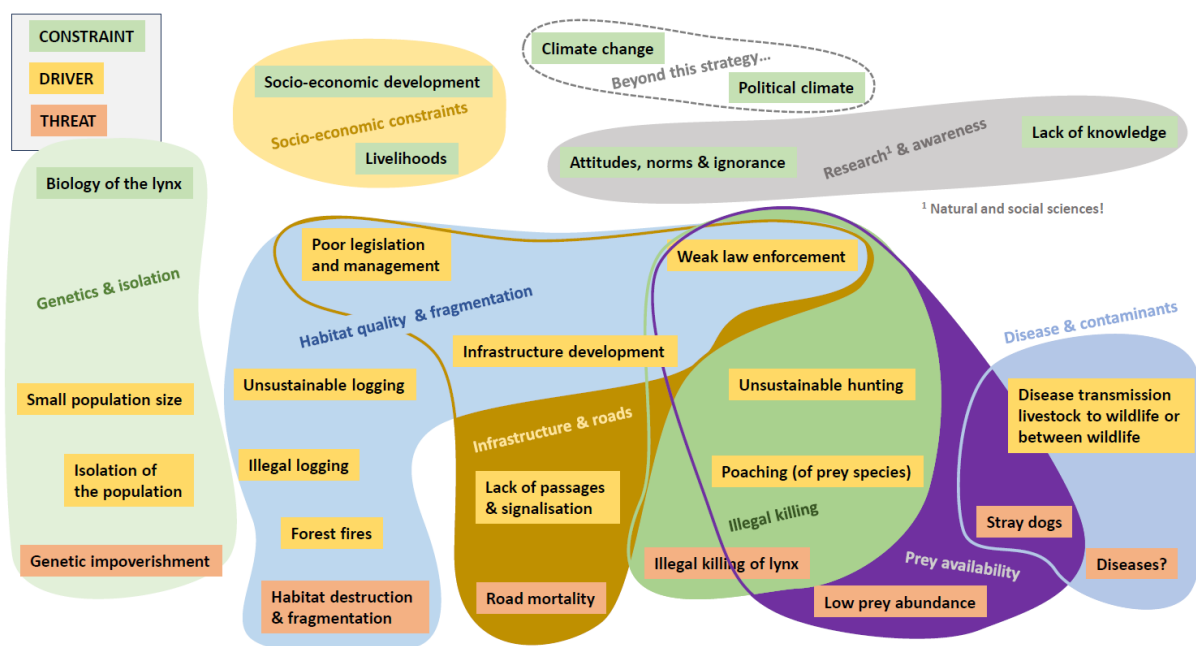 CONSTRAINT
DRIVER
THREAT
Socio-economic development
Socio-economic constraints
Livelihoods
Climate change
Beyond this strategy...
Political climate
Attitudes, norms & ignorance
Research¹ & awareness
Lack of knowledge
¹ Natural and social sciences!
Biology of the lynx
Genetics & isolation
Small population size
Isolation of
the population
Genetic impoverishment
Poor legislation
and management
Habitat quality & fragmentation
Unsustainable logging
Illegal logging
Forest fires
Habitat destruction
& fragmentation
Weak law enforcement
Infrastructure development
Infrastructure & roads
Lack of passages
& signalisation
Road mortality
Unsustainable hunting
Poaching (of prey species)
Illegal killing
Illegal killing of lynx
Prey availability
Low prey abundance
Disease & contaminants
Disease transmission
livestock to wildlife or
between wildlife
Stray dogs
Diseases?